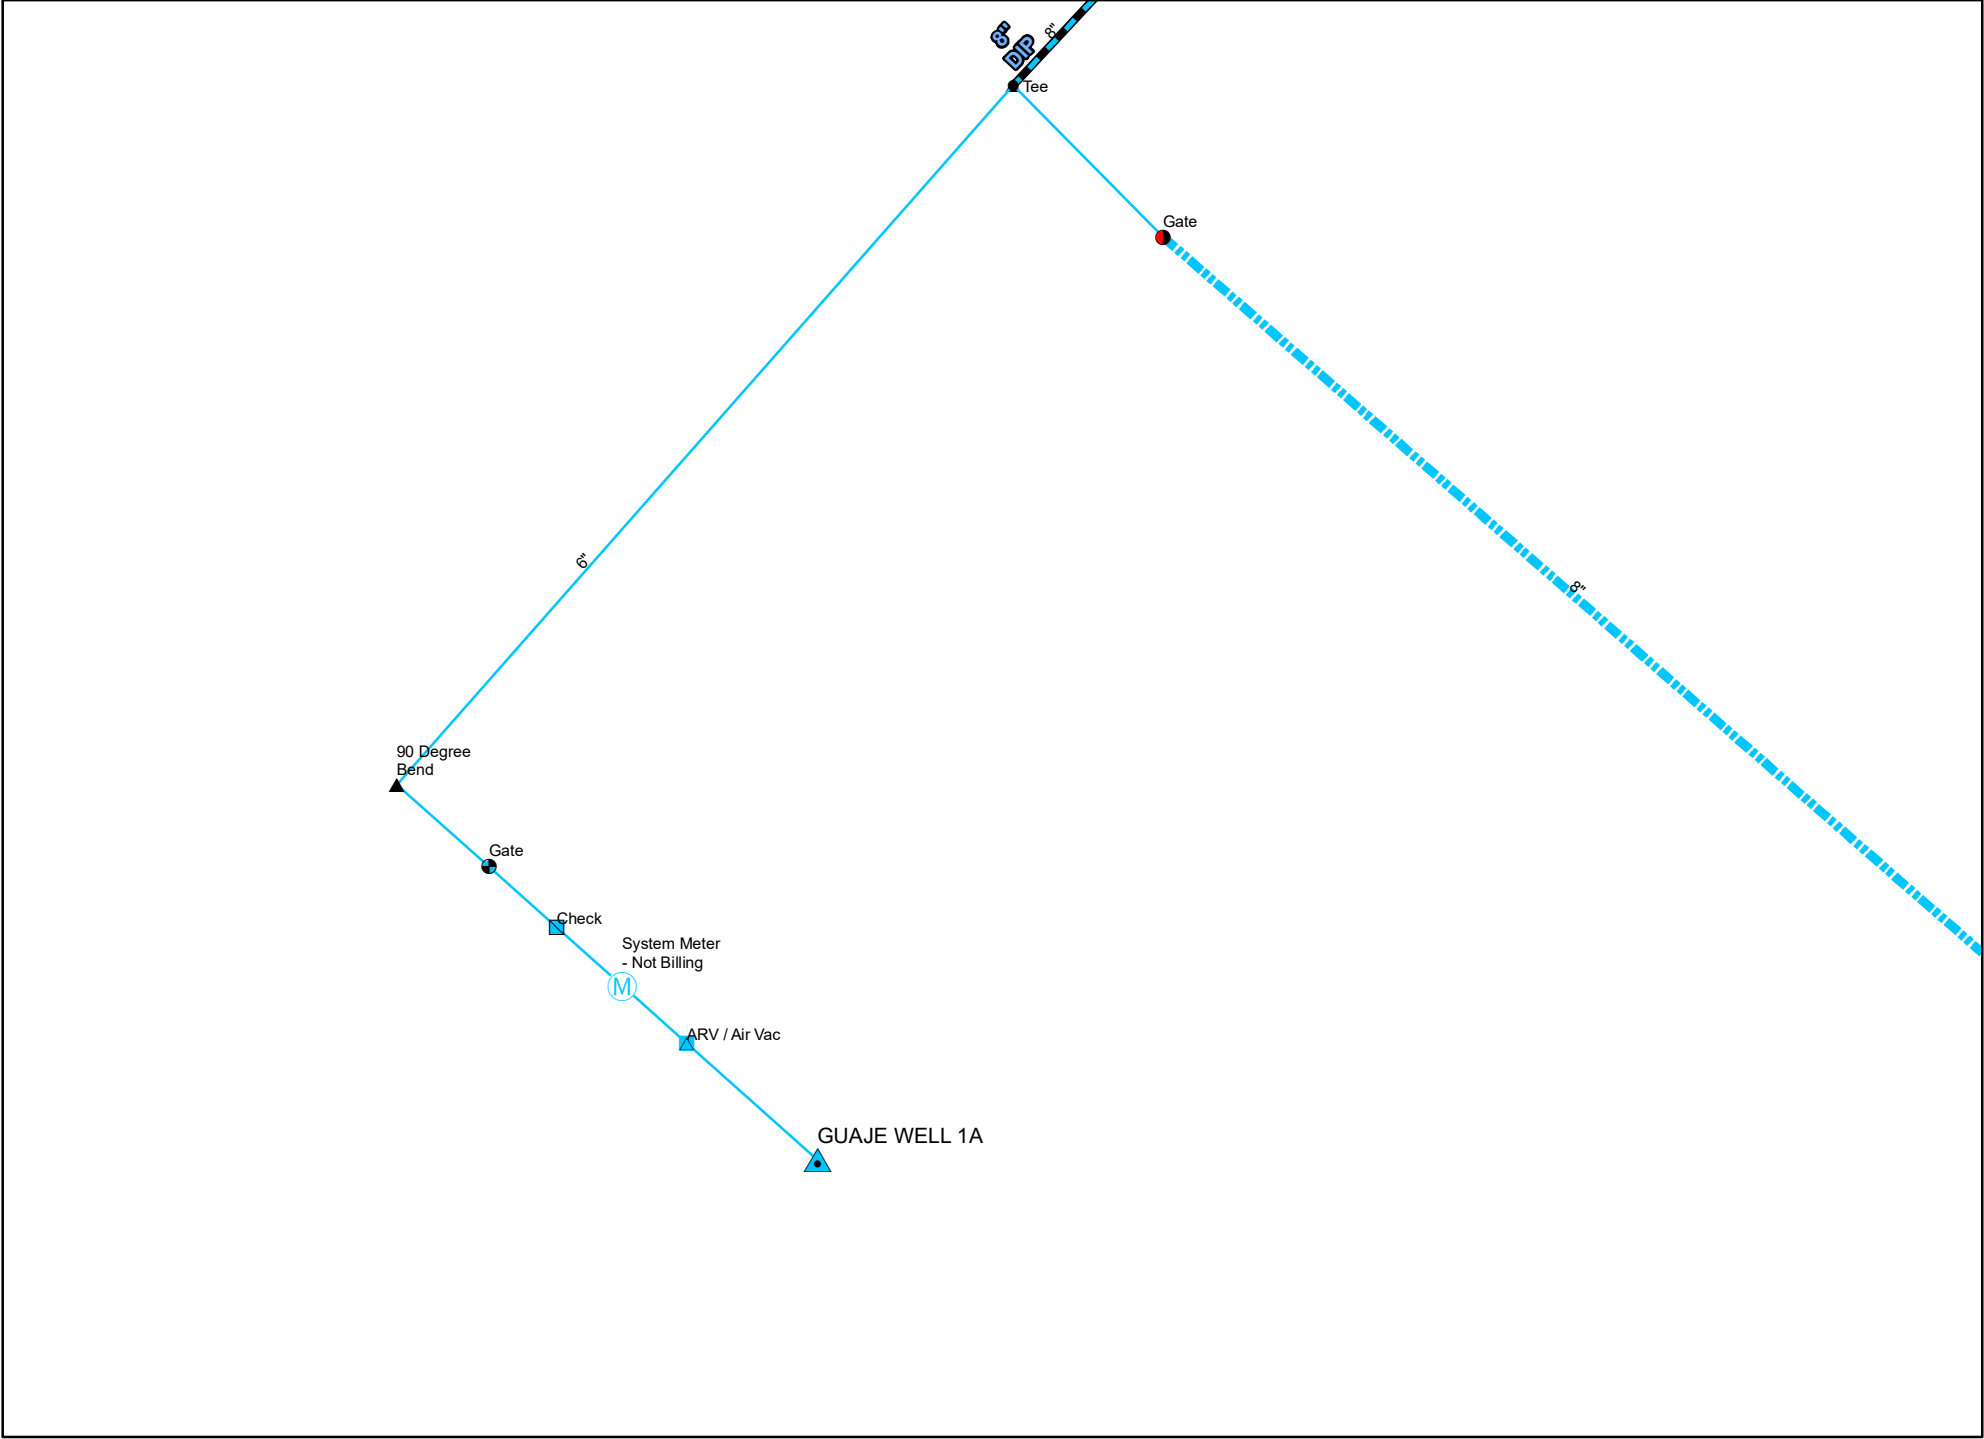 8"
DIP
8"
Tee
Gate
6"
8"
90 Degree
Bend
Gate
Check
System Meter
- Not Billing
M
ARV / Air Vac
GUAJE WELL 1A